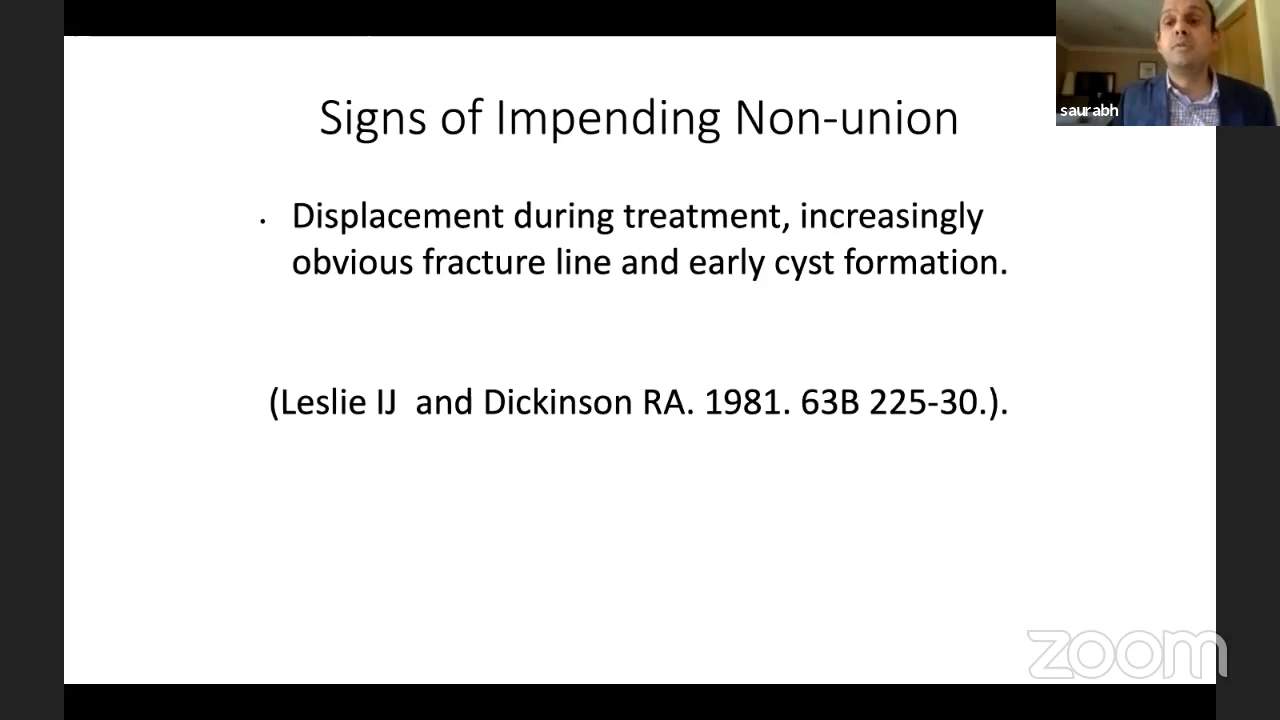 Signs of Impending Non-union
saurabh
• Displacement during treatment, increasingly
obvious fracture line and early cyst formation.
(Leslie IJ  and Dickinson RA. 1981. 63B 225-30.).
zoom